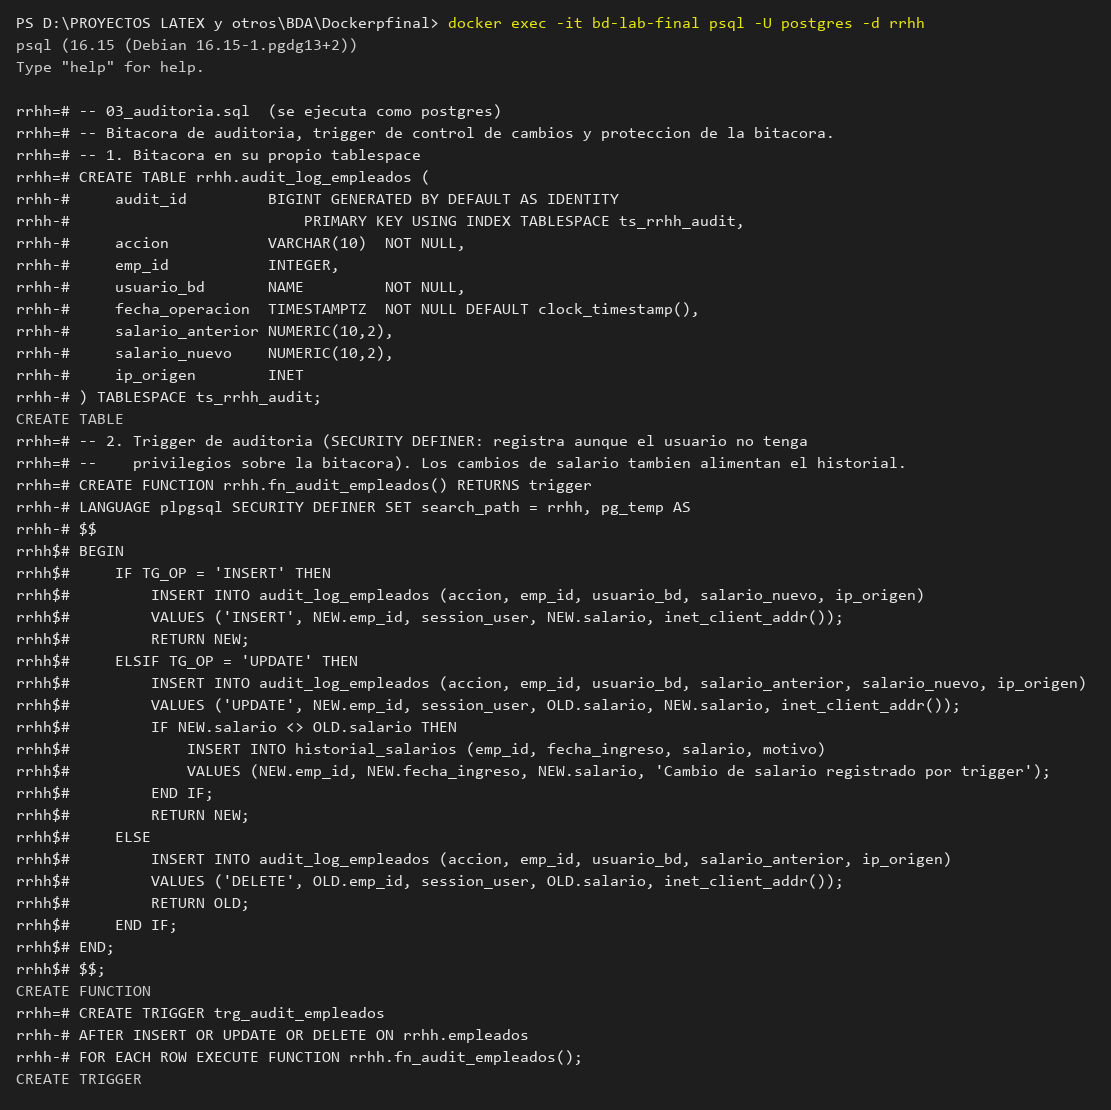 PS D:\PROYECTOS LATEX y otros\BDA\Dockerpfinal> docker exec -it bd-lab-final psql -U postgres -d rrhh
psql (16.15 (Debian 16.15-1.pgdg13+2))
Type "help" for help.

rrhh=# -- 03_auditoria.sql  (se ejecuta como postgres)
rrhh=# -- Bitacora de auditoria, trigger de control de cambios y proteccion de la bitacora.
rrhh=# -- 1. Bitacora en su propio tablespace
rrhh=# CREATE TABLE rrhh.audit_log_empleados (
rrhh-#     audit_id         BIGINT GENERATED BY DEFAULT AS IDENTITY
rrhh-#                          PRIMARY KEY USING INDEX TABLESPACE ts_rrhh_audit,
rrhh-#     accion           VARCHAR(10)  NOT NULL,
rrhh-#     emp_id           INTEGER,
rrhh-#     usuario_bd       NAME         NOT NULL,
rrhh-#     fecha_operacion  TIMESTAMPTZ  NOT NULL DEFAULT clock_timestamp(),
rrhh-#     salario_anterior NUMERIC(10,2),
rrhh-#     salario_nuevo    NUMERIC(10,2),
rrhh-#     ip_origen        INET
rrhh-# ) TABLESPACE ts_rrhh_audit;
CREATE TABLE
rrhh=# -- 2. Trigger de auditoria (SECURITY DEFINER: registra aunque el usuario no tenga
rrhh=# --    privilegios sobre la bitacora). Los cambios de salario tambien alimentan el historial.
rrhh=# CREATE FUNCTION rrhh.fn_audit_empleados() RETURNS trigger
rrhh-# LANGUAGE plpgsql SECURITY DEFINER SET search_path = rrhh, pg_temp AS
rrhh-# $$
rrhh$# BEGIN
rrhh$#     IF TG_OP = 'INSERT' THEN
rrhh$#         INSERT INTO audit_log_empleados (accion, emp_id, usuario_bd, salario_nuevo, ip_origen)
rrhh$#         VALUES ('INSERT', NEW.emp_id, session_user, NEW.salario, inet_client_addr());
rrhh$#         RETURN NEW;
rrhh$#     ELSIF TG_OP = 'UPDATE' THEN
rrhh$#         INSERT INTO audit_log_empleados (accion, emp_id, usuario_bd, salario_anterior, salario_nuevo, ip_origen)
rrhh$#         VALUES ('UPDATE', NEW.emp_id, session_user, OLD.salario, NEW.salario, inet_client_addr());
rrhh$#         IF NEW.salario <> OLD.salario THEN
rrhh$#             INSERT INTO historial_salarios (emp_id, fecha_ingreso, salario, motivo)
rrhh$#             VALUES (NEW.emp_id, NEW.fecha_ingreso, NEW.salario, 'Cambio de salario registrado por trigger');
rrhh$#         END IF;
rrhh$#         RETURN NEW;
rrhh$#     ELSE
rrhh$#         INSERT INTO audit_log_empleados (accion, emp_id, usuario_bd, salario_anterior, ip_origen)
rrhh$#         VALUES ('DELETE', OLD.emp_id, session_user, OLD.salario, inet_client_addr());
rrhh$#         RETURN OLD;
rrhh$#     END IF;
rrhh$# END;
rrhh$# $$;
CREATE FUNCTION
rrhh=# CREATE TRIGGER trg_audit_empleados
rrhh-# AFTER INSERT OR UPDATE OR DELETE ON rrhh.empleados
rrhh-# FOR EACH ROW EXECUTE FUNCTION rrhh.fn_audit_empleados();
CREATE TRIGGER